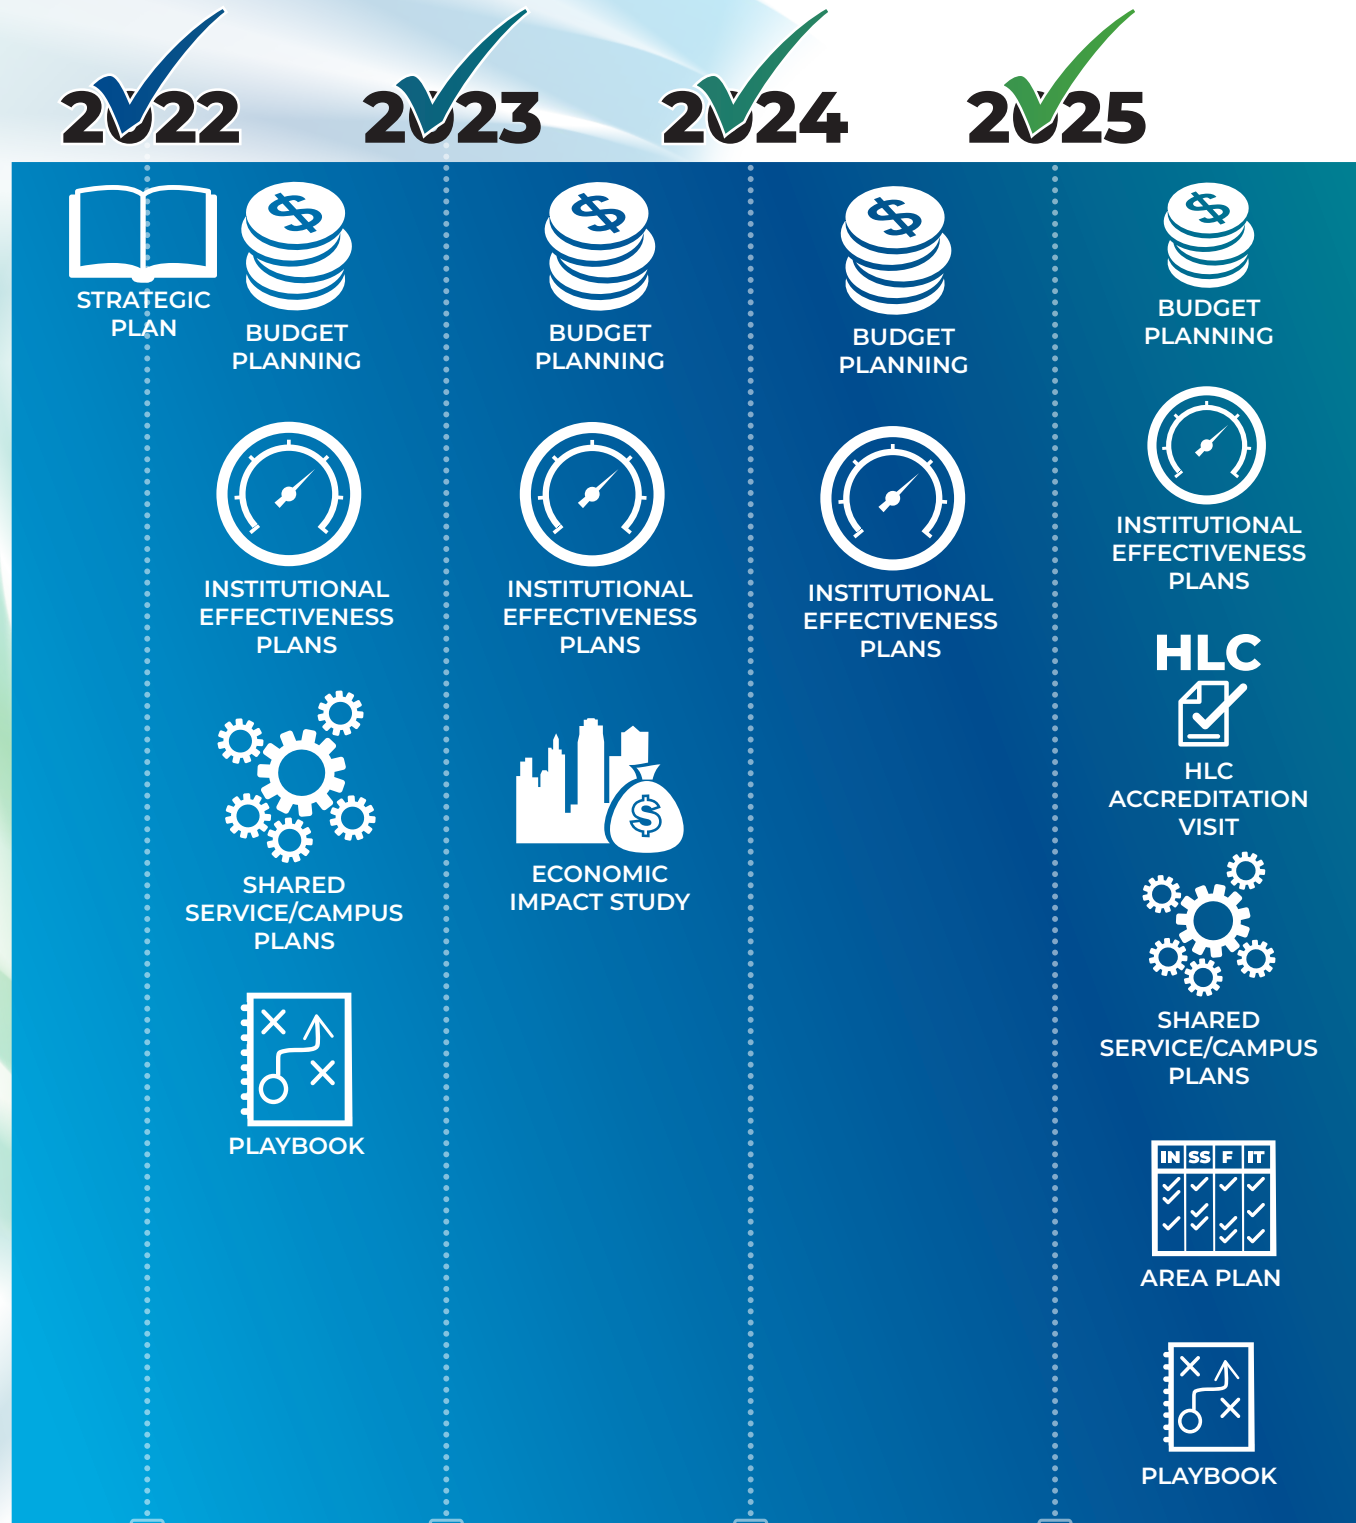 2022
2023
2024
2025
STRATEGIC
PLAN
$
BUDGET
PLANNING
INSTITUTIONAL
EFFECTIVENESS
PLANS
SHARED
SERVICE/CAMPUS
PLANS
PLAYBOOK
$
BUDGET
PLANNING
INSTITUTIONAL
EFFECTIVENESS
PLANS
$
ECONOMIC
IMPACT STUDY
$
BUDGET
PLANNING
INSTITUTIONAL
EFFECTIVENESS
PLANS
$
BUDGET
PLANNING
INSTITUTIONAL
EFFECTIVENESS
PLANS
HLC
HLC
ACCREDITATION
VISIT
SHARED
SERVICE/CAMPUS
PLANS
IN SS F IT
AREA PLAN
PLAYBOOK